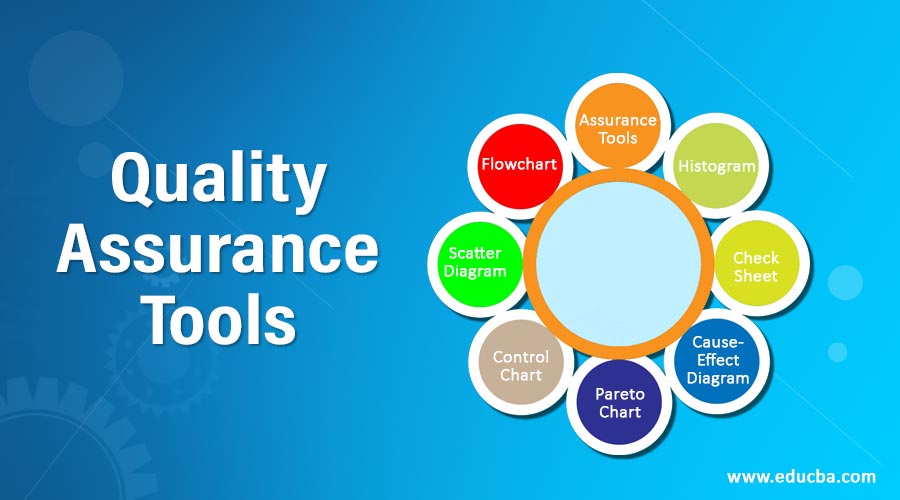 Quality
Assurance
Tools
Assurance
Tools
Histogram
Check
Sheet
Cause-
Effect
Diagram
Pareto
Chart
Control
Chart
Scatter
Diagram
Flowchart
www.educba.com